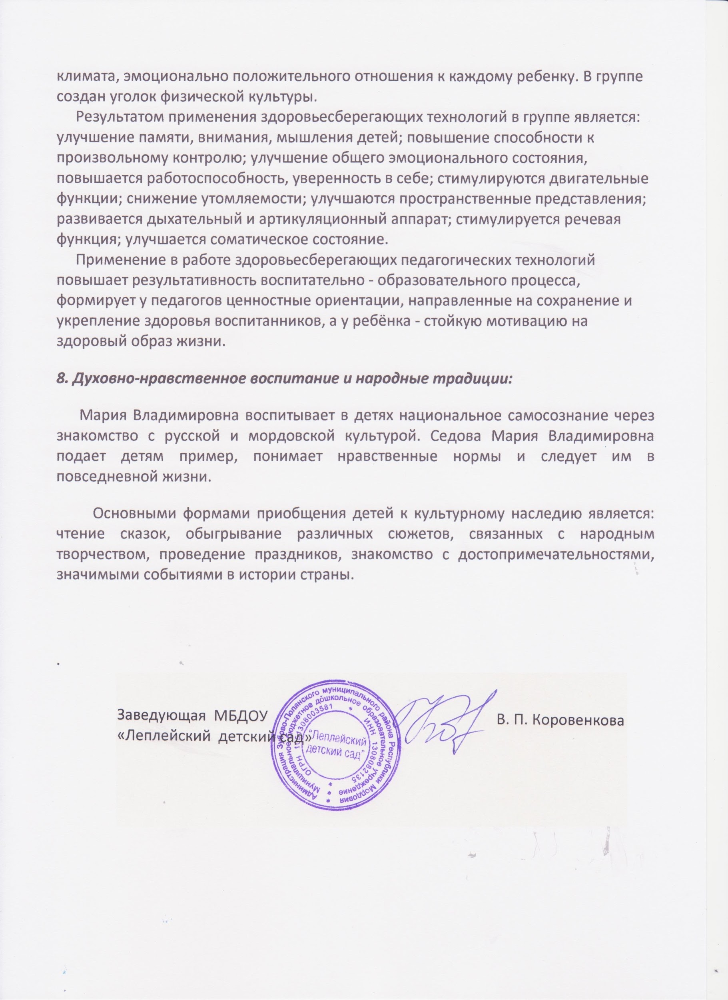 климата, эмоционально положительного отношения к каждому ребенку. В группе
создан уголок физической культуры.
Результатом применения здоровьесберегающих технологий в группе является:
улучшение памяти, внимания, мышления детей; повышение способности к
произвольному контролю; улучшение общего эмоционального состояния,
повышается работоспособность, уверенность в себе; стимулируются двигательные
функции; снижение утомляемости; улучшаются пространственные представления;
развивается дыхательный и артикуляционный аппарат; стимулируется речевая
функция; улучшается соматическое состояние.
Применение в работе здоровьесберегающих педагогических технологий
повышает результативность воспитательно - образовательного процесса,
формирует у педагогов ценностные ориентации, направленные на сохранение и
укрепление здоровья воспитанников, а у ребёнка - стойкую мотивацию на
здоровый образ жизни.
8. Духовно-нравственное воспитание и народные традиции:
Мария Владимировна воспитывает в детях национальное самосознание через
знакомство с русской и мордовской культурой. Седова Мария Владимировна
подает детям пример, понимает нравственные нормы и следует им в
повседневной жизни.
Основными формами приобщения детей к культурному наследию является:
чтение сказок, обыгрывание различных сюжетов, связанных с народным
творчеством, проведение праздников, знакомство с достопримечательностями,
значимыми событиями в истории страны.
Заведующая МБДОУ
«Леплейский детский сад»
В. П. Коровенкова
Администрация Зубово-Полянского муниципального района Республики Мордовия
Муниципальное бюджетное дошкольное образовательное учреждение
ОГРН
* ИНН 1308082135 *
"Леплейский
детский сад"